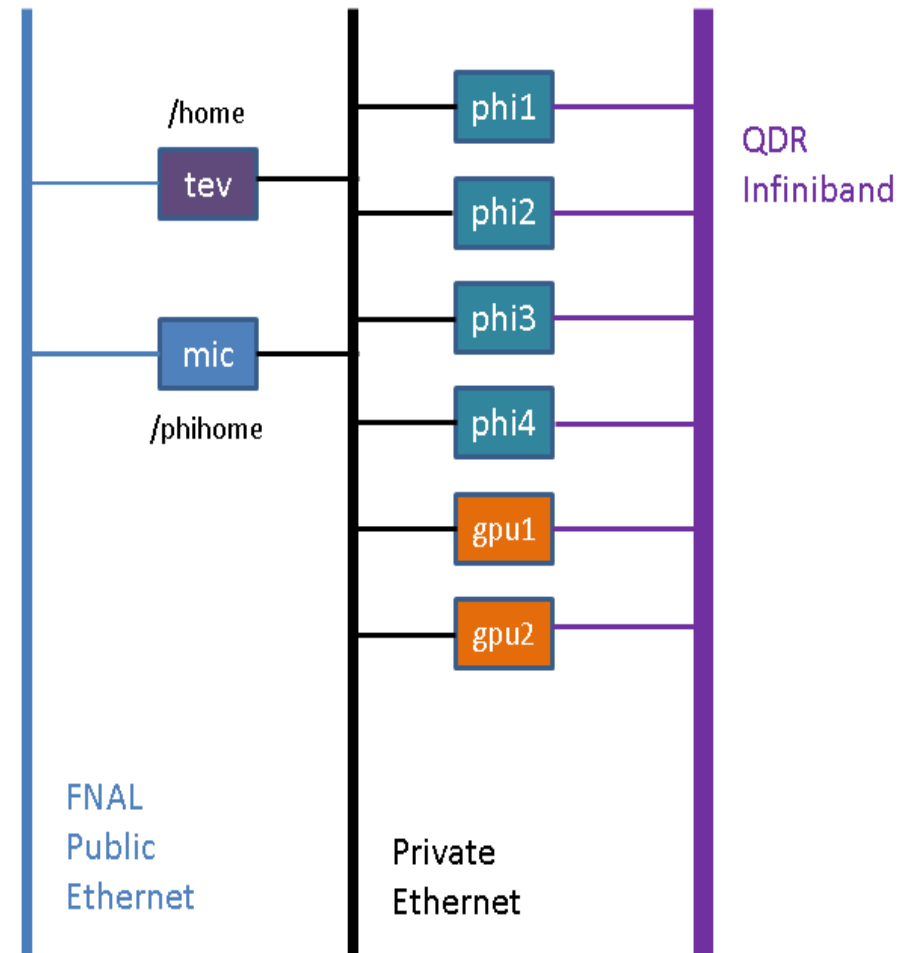 /home
tev
mic
/phihome
phi1
phi2
phi3
phi4
gpu1
gpu2
QDR
Infiniband
FNAL
Public
Ethernet
Private
Ethernet